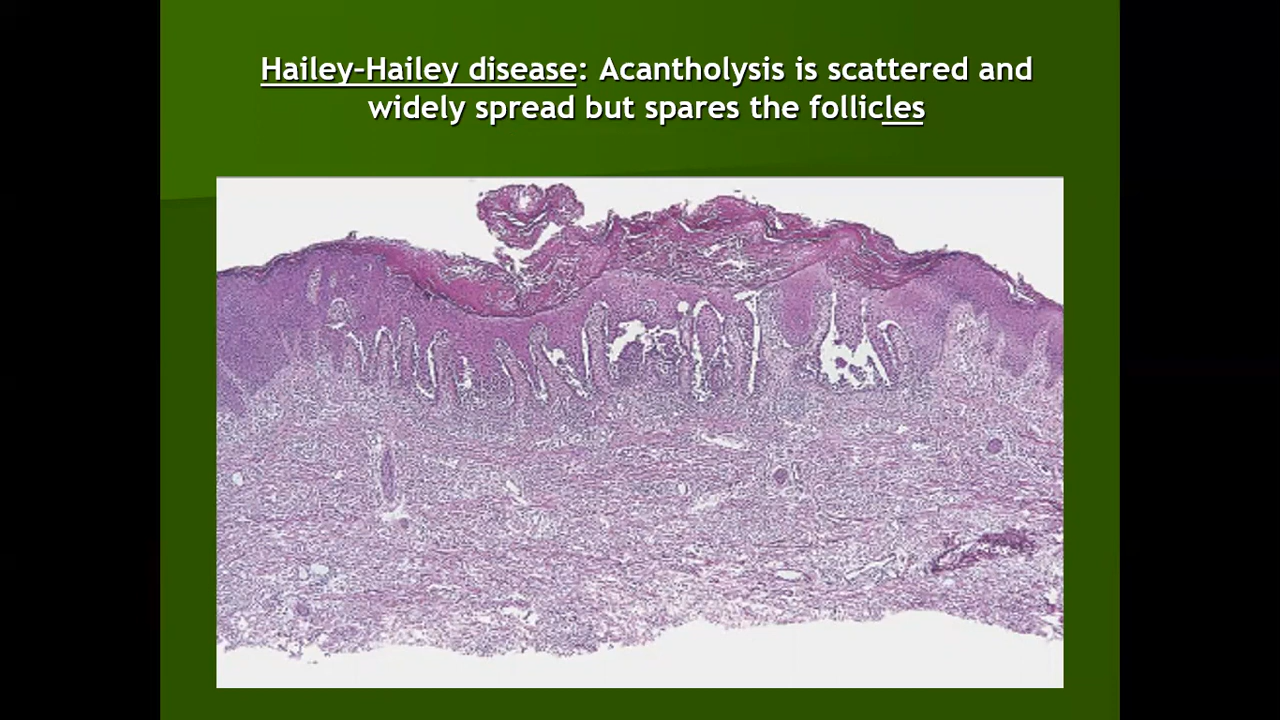 Hailey-Hailey disease: Acantholysis is scattered and
widely spread but spares the follicles